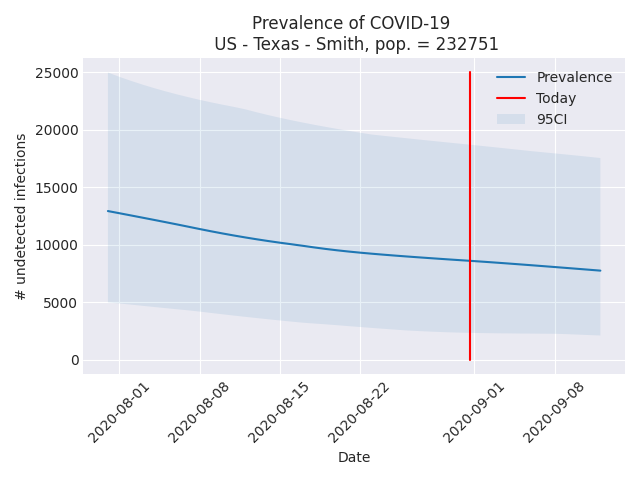 Prevalence of COVID-19
US - Texas - Smith, pop. = 232751
# undetected infections
25000
20000
15000
10000
5000
0
Prevalence
Today
95CI
2020-08-01
2020-08-08
2020-08-15
2020-08-22
2020-09-01
2020-09-08
Date